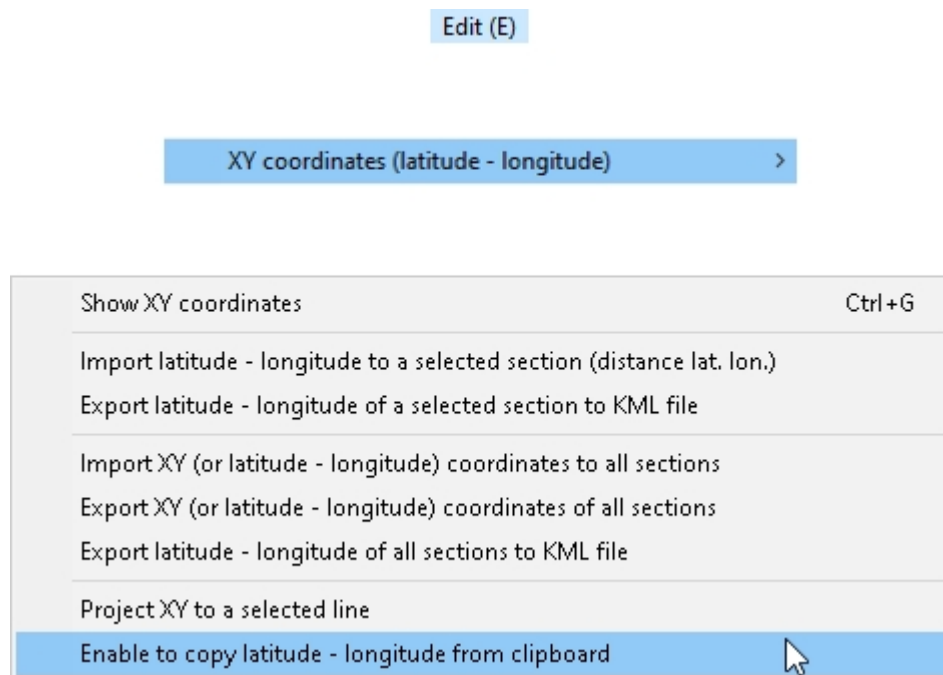 Edit (E)
XY coordinates (latitude - longitude) >
Show XY coordinates Ctrl+G
Import latitude - longitude to a selected section (distance lat. lon.)
Export latitude - longitude of a selected section to KML file
Import XY (or latitude - longitude) coordinates to all sections
Export XY (or latitude - longitude) coordinates of all sections
Export latitude - longitude of all sections to KML file
Project XY to a selected line
Enable to copy latitude - longitude from clipboard